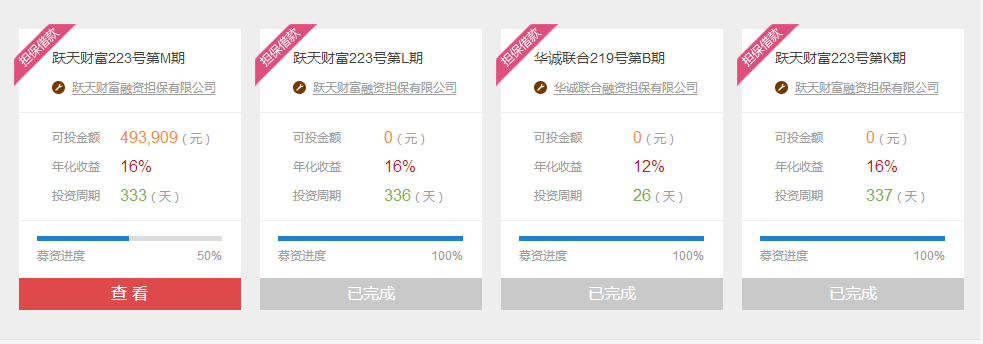 担保借款
跃天财富223号第M期
跃天财富融资担保有限公司
可投金额 493,909 ( 元 )
年化收益 16%
投资周期 333 ( 天 )
募资进度 50%
查 看
担保借款
跃天财富223号第L期
跃天财富融资担保有限公司
可投金额 0 ( 元 )
年化收益 16%
投资周期 336 ( 天 )
募资进度 100%
已完成
担保借款
华诚联合219号第B期
华诚联合融资担保有限公司
可投金额 0 ( 元 )
年化收益 12%
投资周期 26 ( 天 )
募资进度 100%
已完成
担保借款
跃天财富223号第K期
跃天财富融资担保有限公司
可投金额 0 ( 元 )
年化收益 16%
投资周期 337 ( 天 )
募资进度 100%
已完成